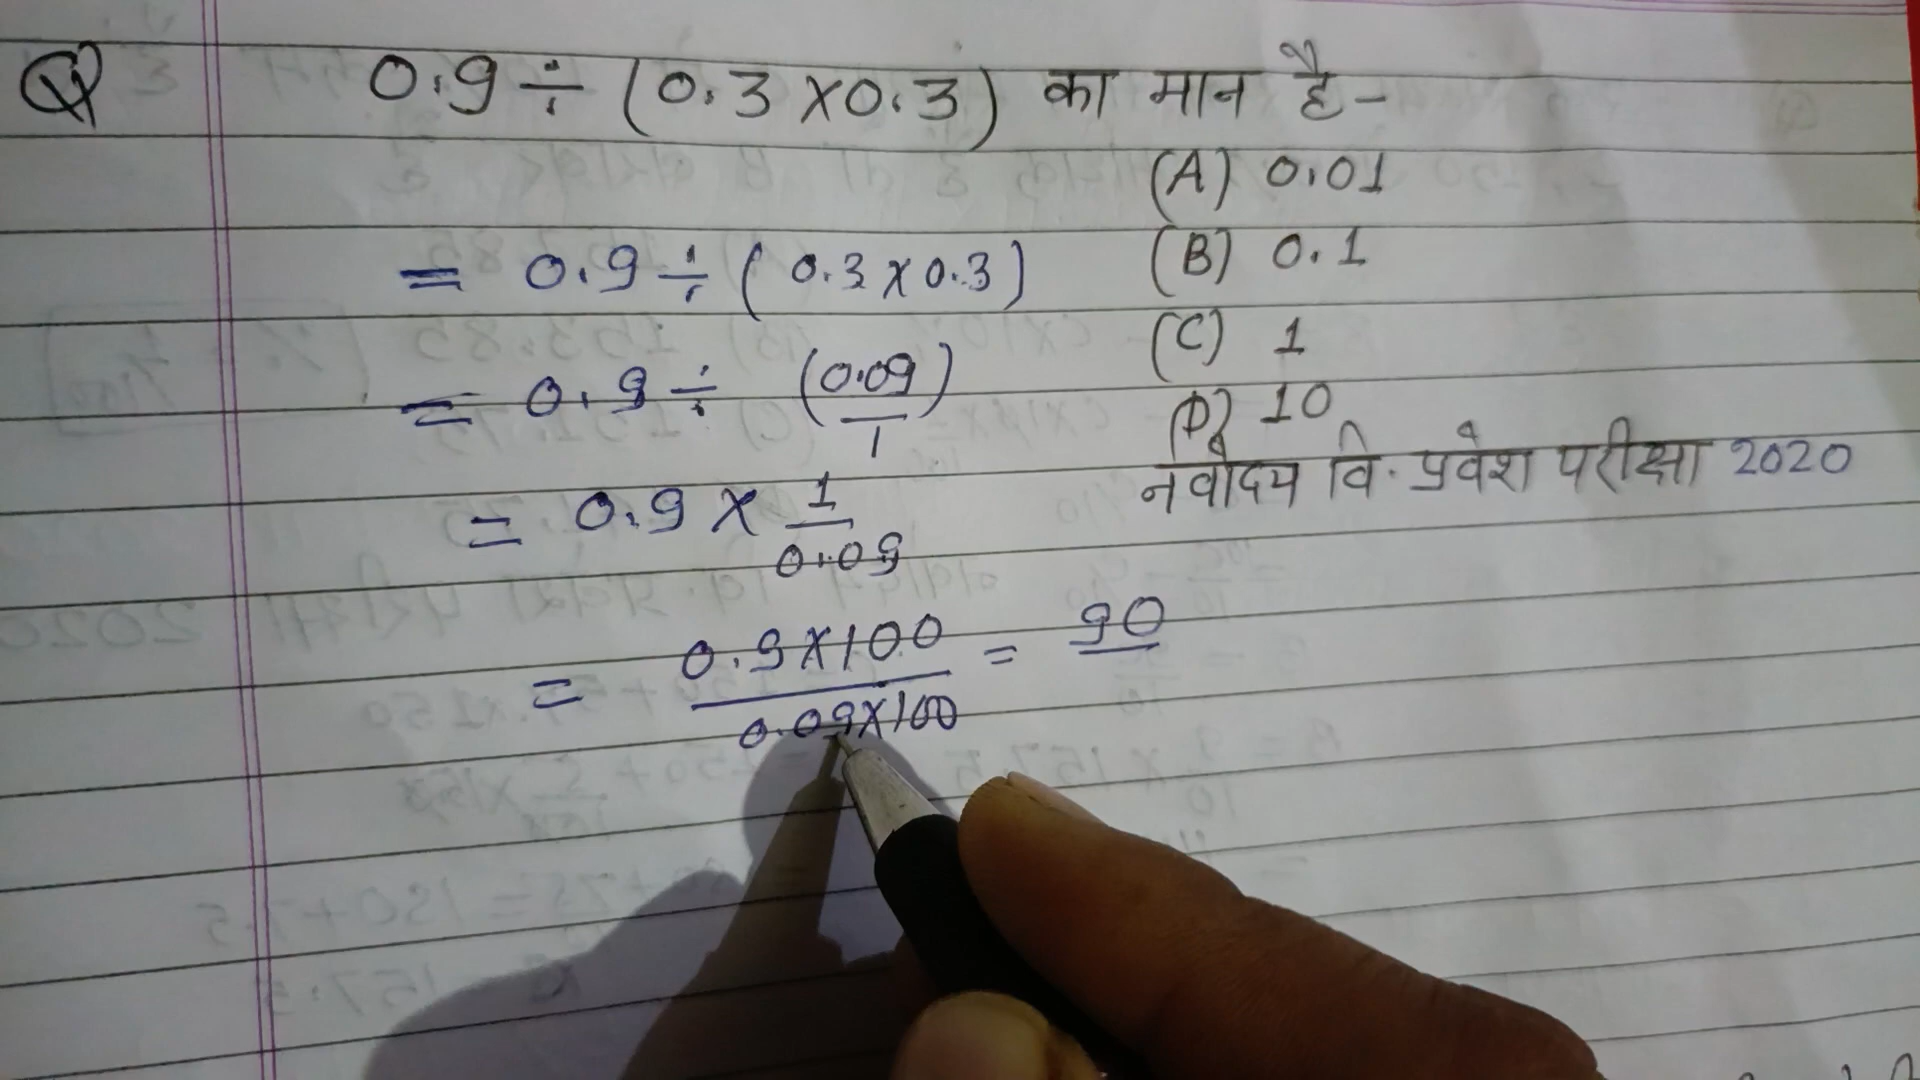 Q 0.9 ÷ (0.3 × 0.3) का मान है -
(A) 0.01
= 0.9 ÷ ( 0.3 × 0.3)
(B) 0.1
(C) 1
= 0.9 ÷ (0.09/1)
(D) 10
नवोदय वि. प्रवेश परीक्षा 2020
= 0.9 × 1/0.09
= 0.9×100/0.09×100 = 90